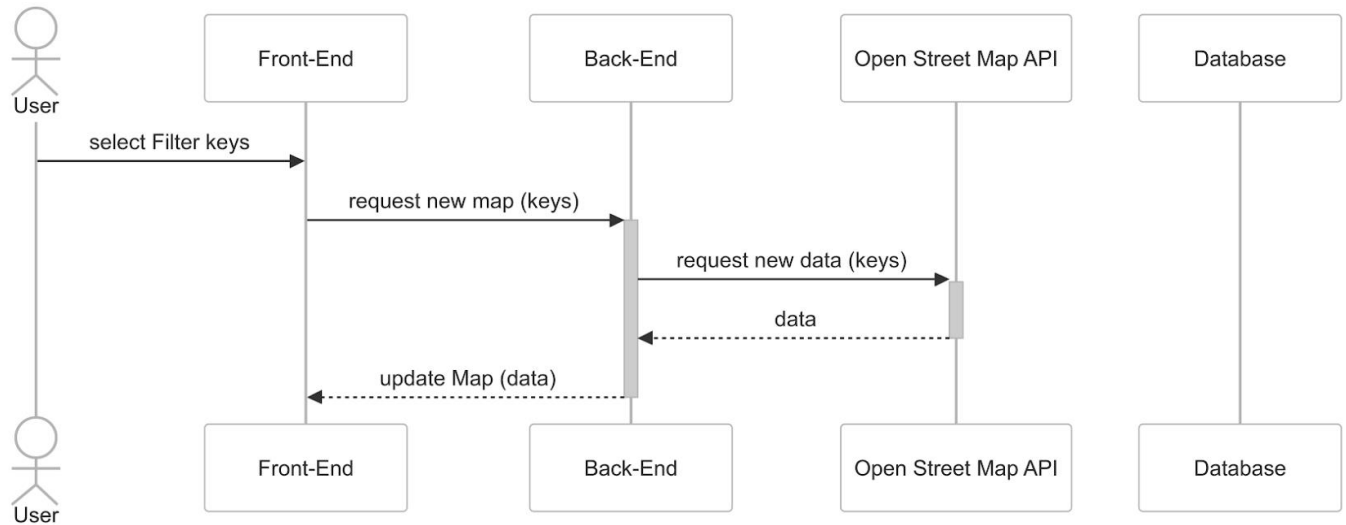 User
Front-End
Back-End
Open Street Map API
Database
select Filter keys
request new map (keys)
request new data (keys)
data
update Map (data)
User
Front-End
Back-End
Open Street Map API
Database